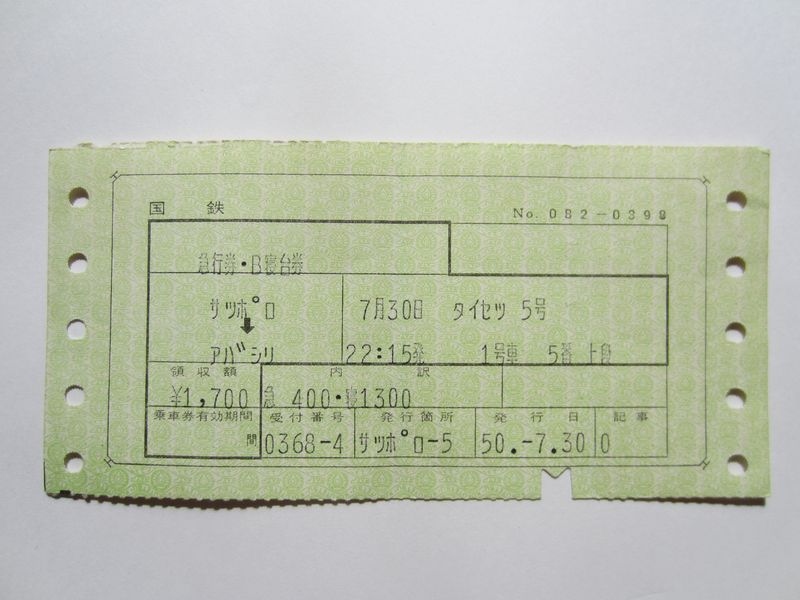 国鉄
No. 082-0398
急行券・B寝台券
サツポロ
⬇
アバシリ
7月30日 タイセツ 5号
22:15発 1号車 5番 上段
領収額 内訳
¥1,700 急 400・寝1300
乗車券有効期間 受付番号 発行箇所 発行日 記事
間 0368-4 サツポロ-5 50.-7.30 0